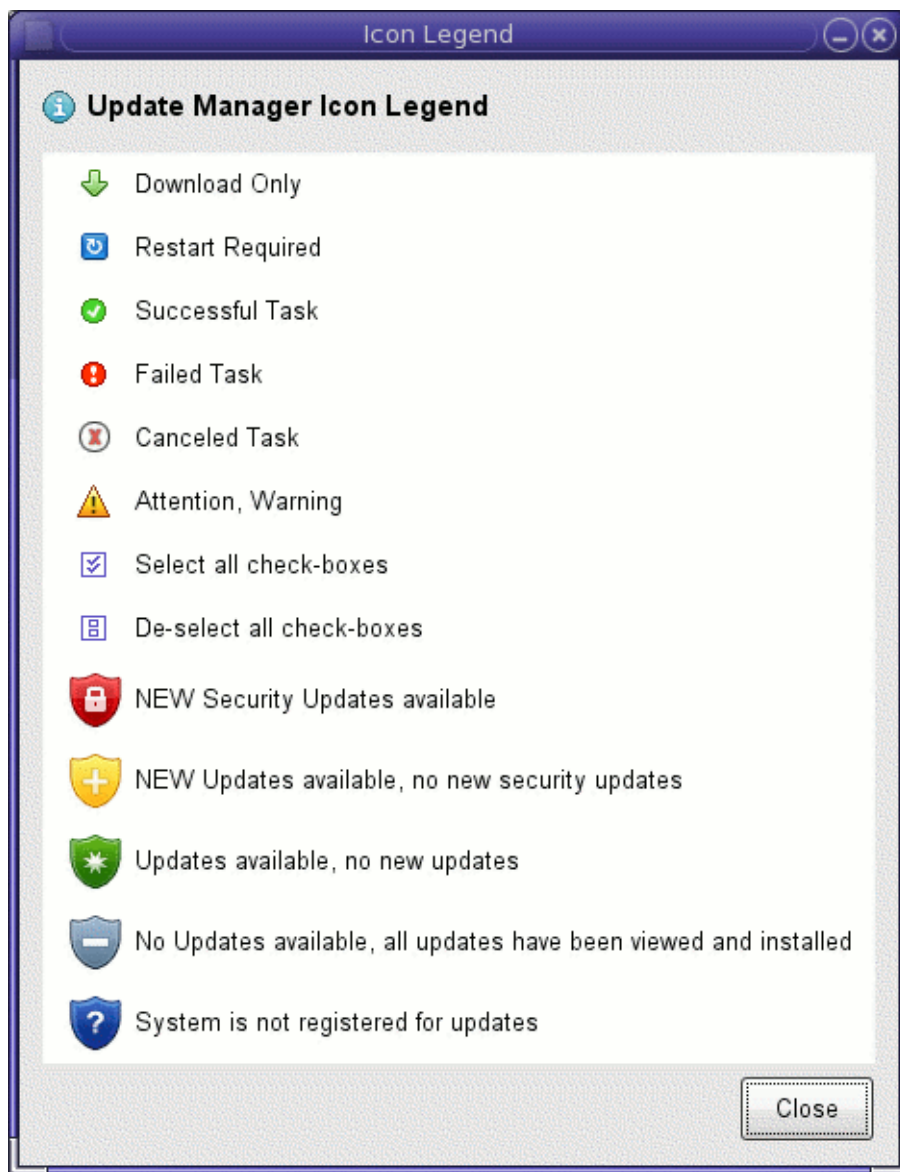 Icon Legend
Update Manager Icon Legend
Download Only
Restart Required
Successful Task
Failed Task
Canceled Task
Attention, Warning
Select all check-boxes
De-select all check-boxes
NEW Security Updates available
NEW Updates available, no new security updates
Updates available, no new updates
No Updates available, all updates have been viewed and installed
System is not registered for updates
Close